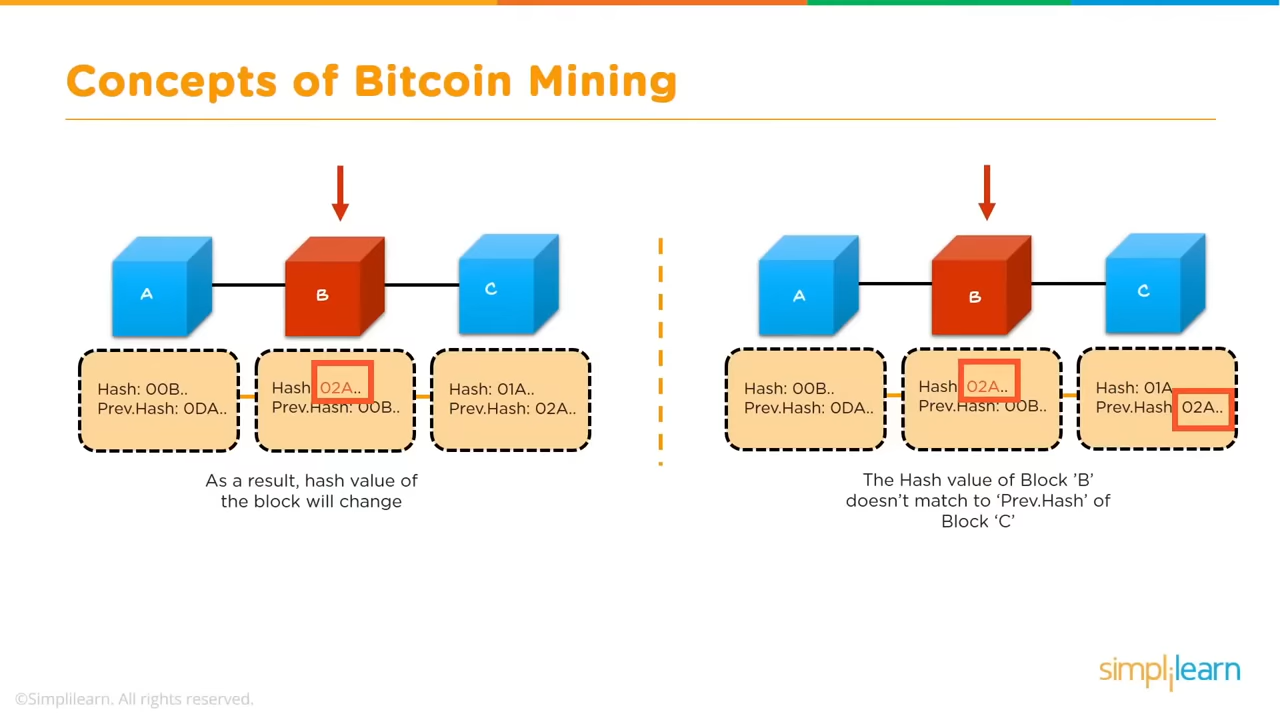 Concepts of Bitcoin Mining
A
B
C
Hash: 00B..
Prev.Hash: 0DA..
Hash 02A..
Prev.Hash: 00B..
Hash: 01A..
Prev.Hash: 02A..
As a result, hash value of
the block will change
A
B
C
Hash: 00B..
Prev.Hash: 0DA..
Hash 02A..
Prev.Hash: 00B..
Hash: 01A
Prev.Hash 02A..
The Hash value of Block 'B'
doesn't match to 'Prev.Hash' of
Block 'C'
simplilearn
©Simplilearn. All rights reserved.